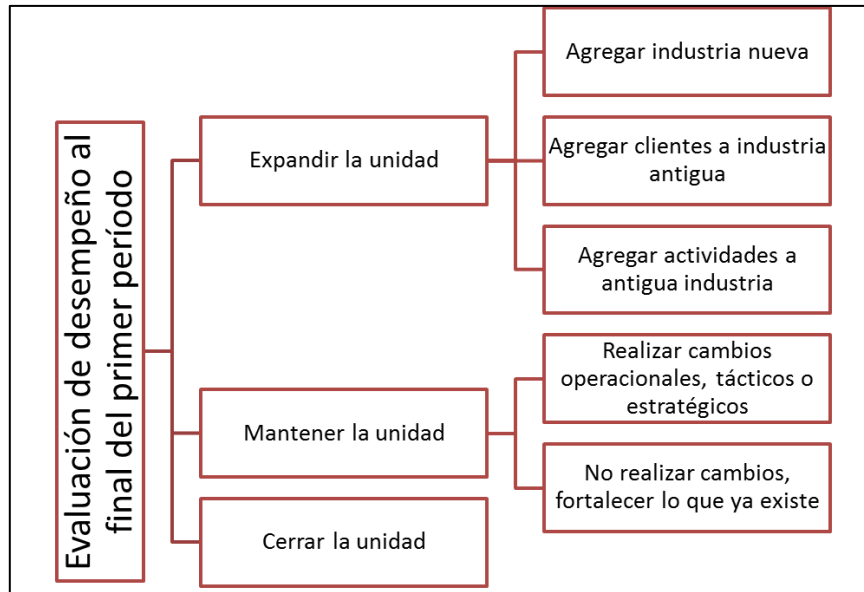 Evaluación de desempeño al
final del primer período
Expandir la unidad
Agregar industria nueva
Agregar clientes a industria
antigua
Agregar actividades a
antigua industria
Mantener la unidad
Realizar cambios
operacionales, tácticos o
estratégicos
No realizar cambios,
fortalecer lo que ya existe
Cerrar la unidad